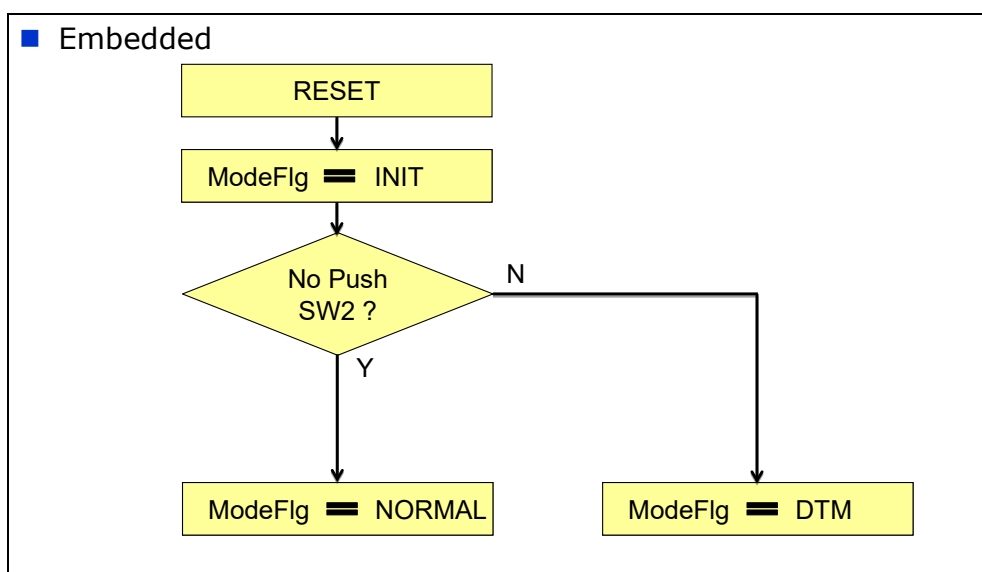 Embedded
RESET
ModeFlg = INIT
No Push
SW2 ?
N
Y
ModeFlg = NORMAL
ModeFlg = DTM